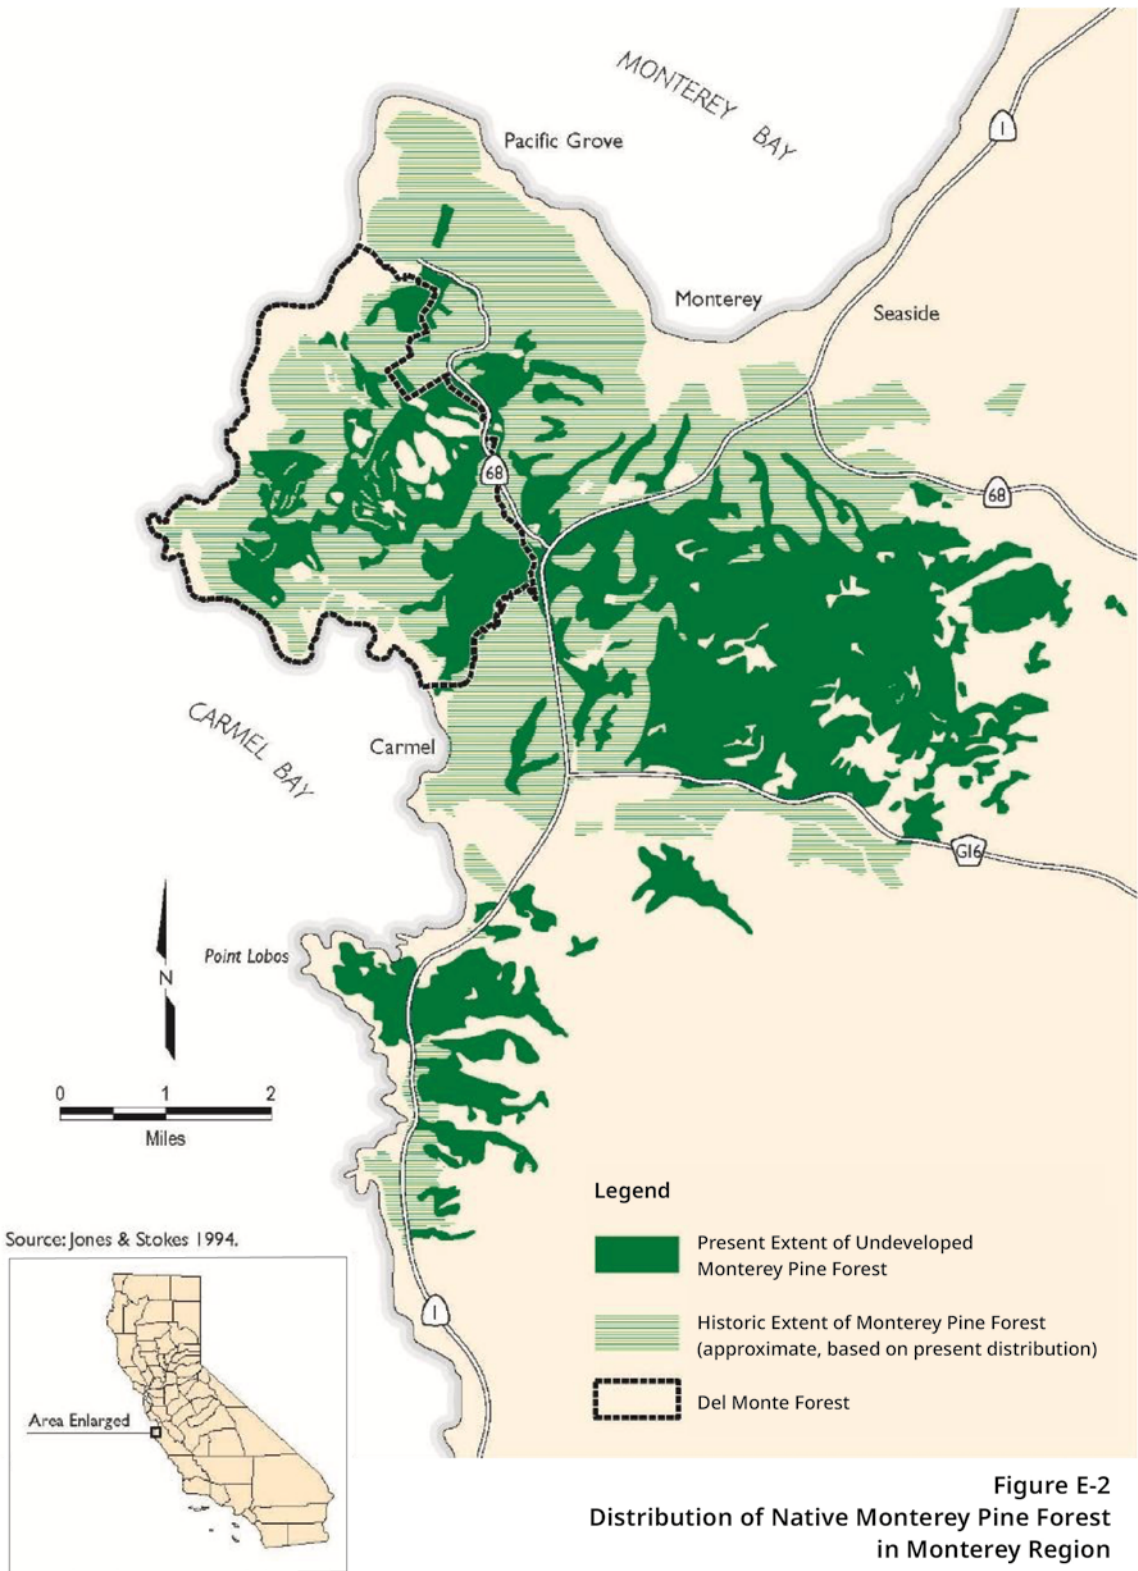 MONTEREY BAY
Pacific Grove
1
Monterey
Seaside
68
68
CARMEL BAY
Carmel
G16
Point Lobos
N
0 1 2
Miles
Legend
Present Extent of Undeveloped
Monterey Pine Forest
Historic Extent of Monterey Pine Forest
(approximate, based on present distribution)
Del Monte Forest
Source: Jones & Stokes 1994.
1
Area Enlarged
Figure E-2
Distribution of Native Monterey Pine Forest
in Monterey Region